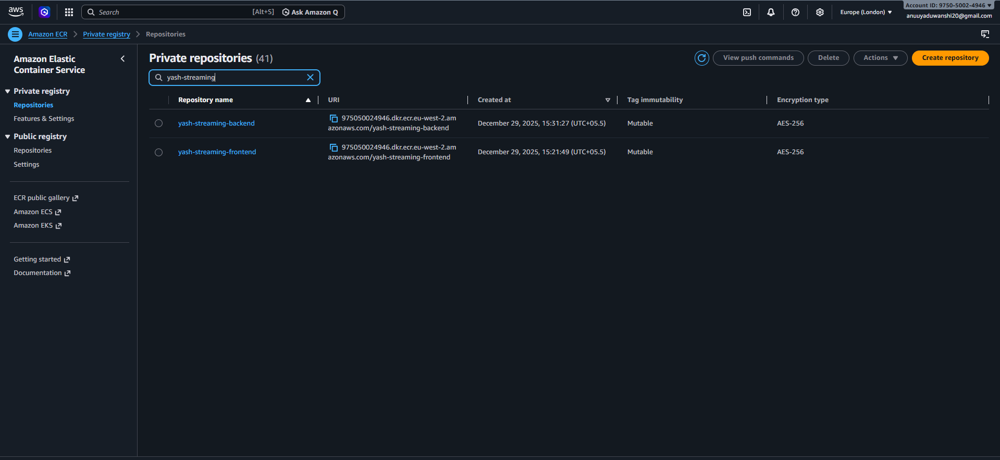 aws
Search [Alt+S] Ask Amazon Q
Europe (London)
Account ID: 9750-5002-4946
anuuyaduwanshi20@gmail.com
Amazon ECR
Private registry
Repositories
Amazon Elastic
Container Service
Private registry
Repositories
Features & Settings
Public registry
Repositories
Settings
ECR public gallery
Amazon ECS
Amazon EKS
Getting started
Documentation
Private repositories (41)
View push commands
Delete
Actions
Create repository
yash-streaming
Repository name
URI
Created at
Tag immutability
Encryption type
yash-streaming-backend
975050024946.dkr.ecr.eu-west-2.am
azonaws.com/yash-streaming-backend
December 29, 2025, 15:31:27 (UTC+05.5)
Mutable
AES-256
yash-streaming-frontend
975050024946.dkr.ecr.eu-west-2.am
azonaws.com/yash-streaming-frontend
December 29, 2025, 15:21:49 (UTC+05.5)
Mutable
AES-256